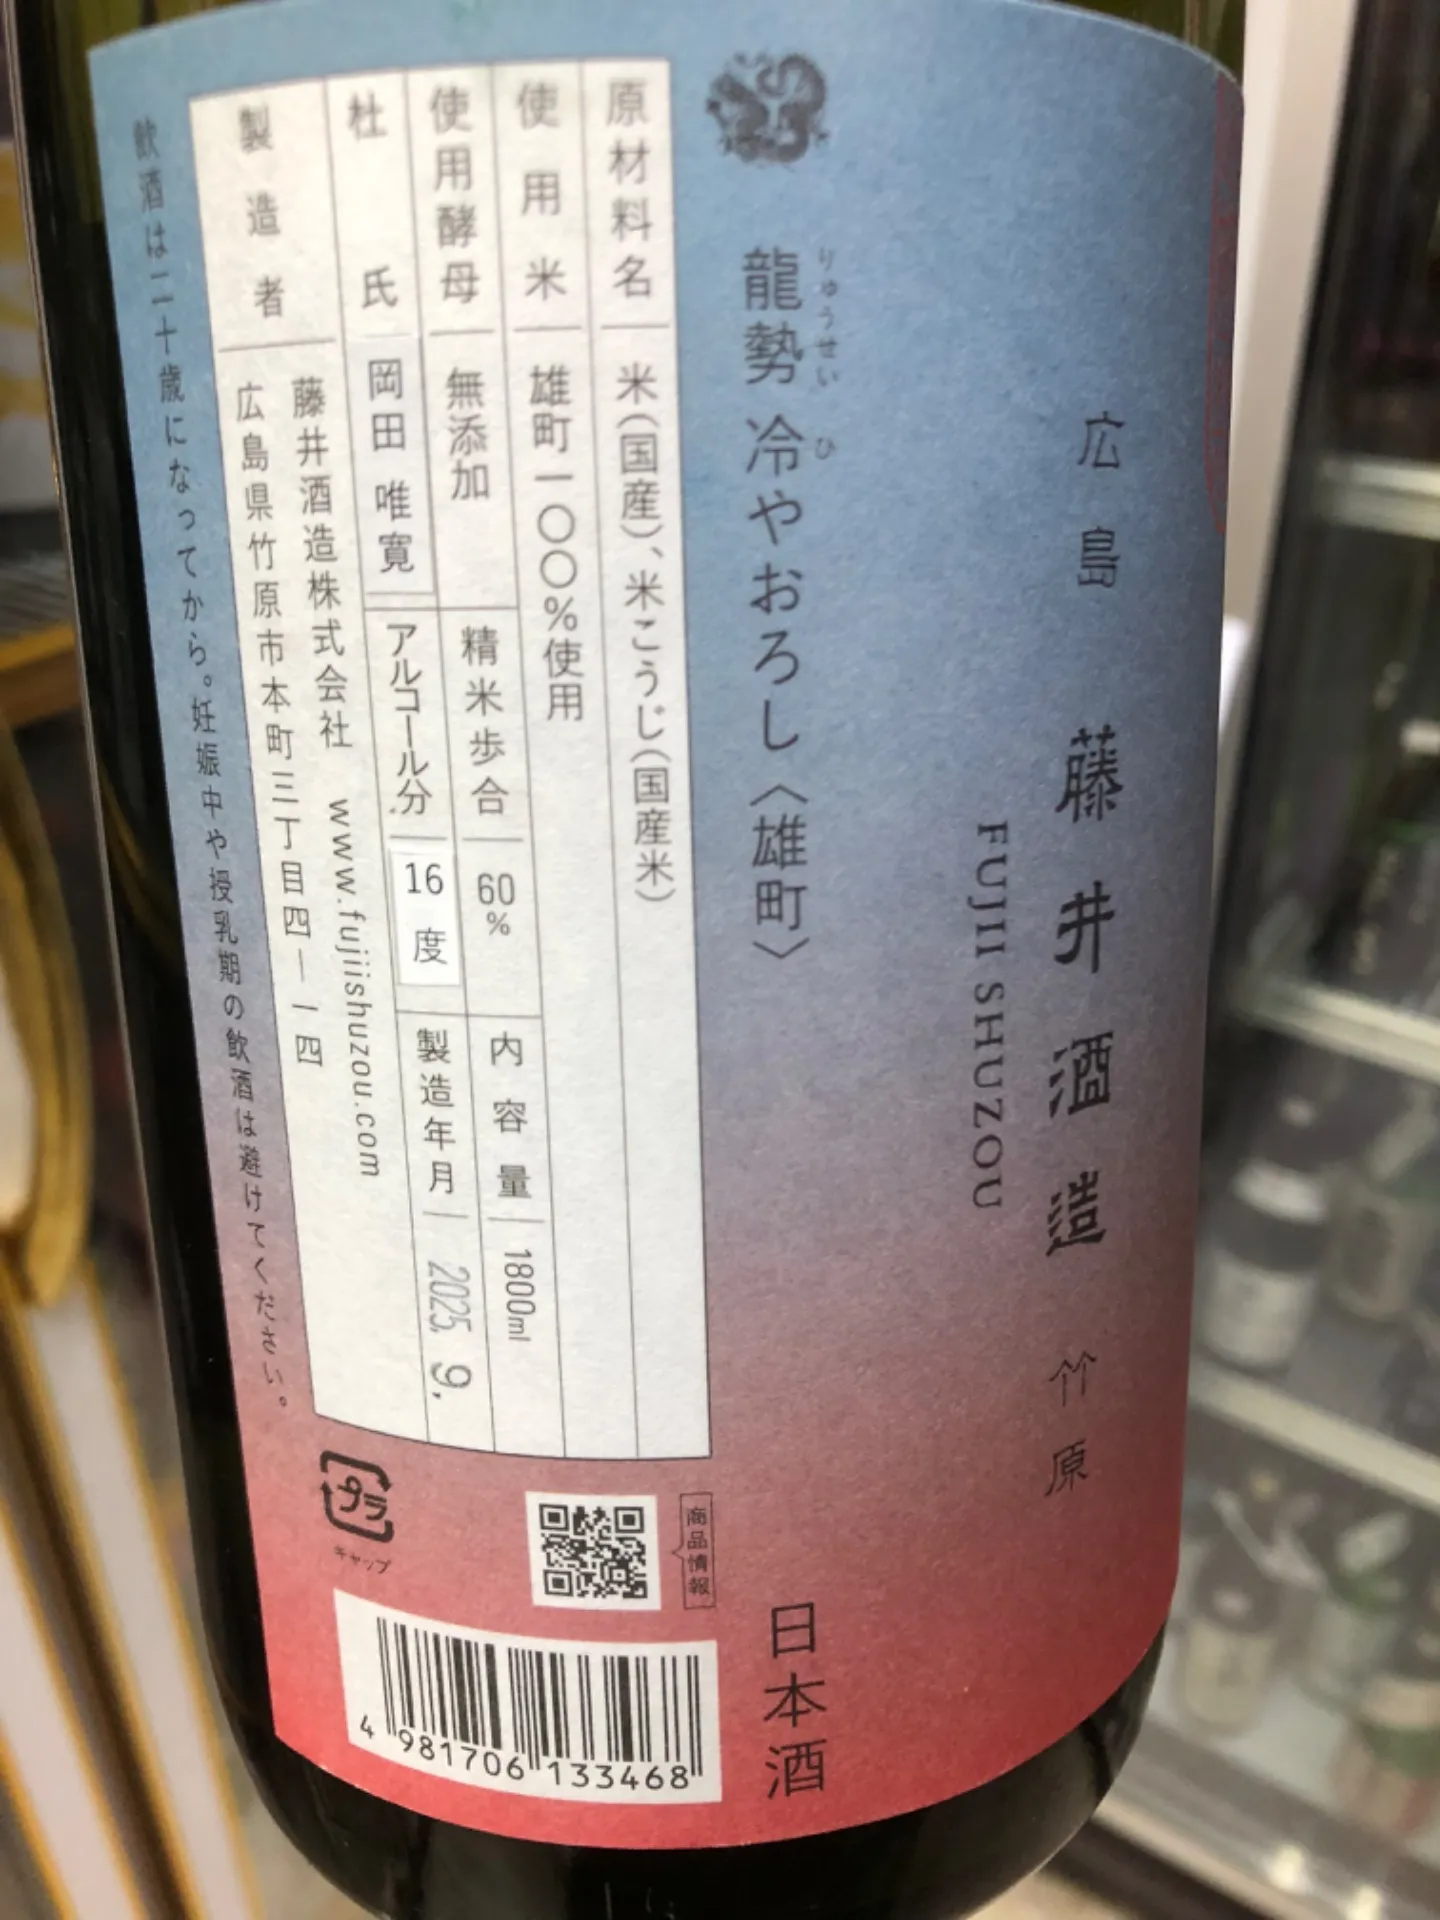 広島 藤井酒造 竹原
FUJII SHUZOU
りゅうせい ひ
龍勢 冷やおろし〈雄町〉
日本酒
原材料名 米(国産)、米こうじ(国産米)
使用米 雄町一〇〇%使用
使用酵母 無添加 精米歩合 60% 内容量 1800ml
杜氏 岡田 唯寛 アルコール分 16度 製造年月 2025. 9.
製造者 藤井酒造株式会社 www.fujiishuzou.com
広島県竹原市本町三丁目四—一四
飲酒は二十歳になってから。妊娠中や授乳期の飲酒は避けてください。
商品情報
プラ
キャップ
4 981706 133468